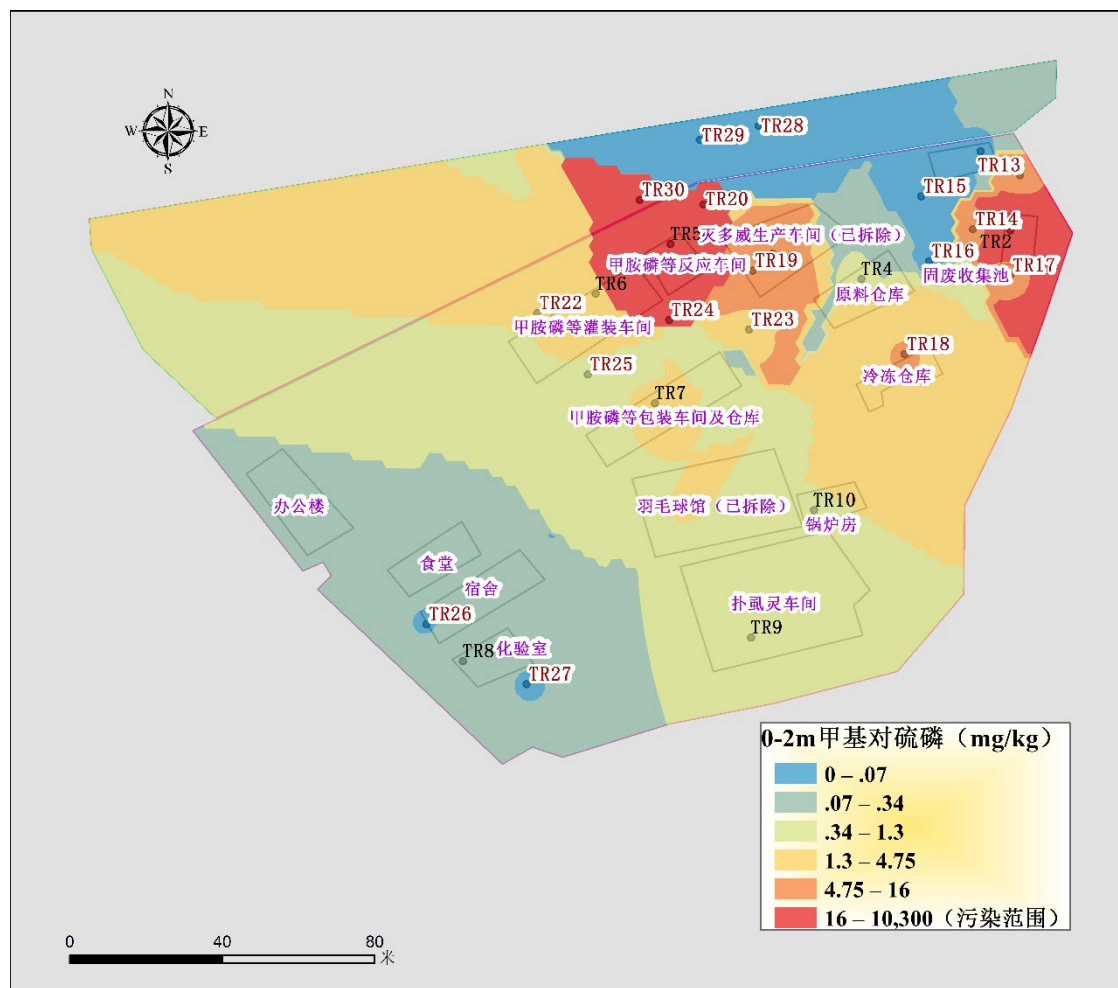 N
W
E
S
TR29
TR28
TR13
TR15
TR30
TR20
TR14
TR5
灭多威生产车间（已拆除）
TR2
甲胺磷等反应车间
TR19
TR16
TR4
固废收集池
TR17
TR6
原料仓库
TR22
甲胺磷等灌装车间
TR24
TR23
TR18
TR25
冷冻仓库
TR7
甲胺磷等包装车间及仓库
办公楼
羽毛球馆（已拆除）
TR10
锅炉房
食堂
宿舍
扑虱灵车间
TR26
TR9
TR8
化验室
TR27
0-2m甲基对硫磷（mg/kg）
0 – .07
.07 – .34
.34 – 1.3
1.3 – 4.75
4.75 – 16
16 – 10,300（污染范围）
0
40
80
米